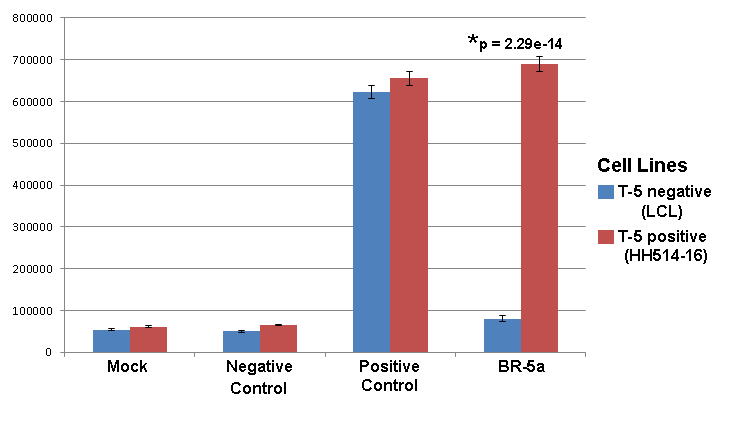 800000
*p = 2.29e-14
700000
600000
500000
400000
300000
200000
100000
0
Cell Lines
T-5 negative
(LCL)
T-5 positive
(HH514-16)
Mock
Negative
Control
Positive
Control
BR-5a